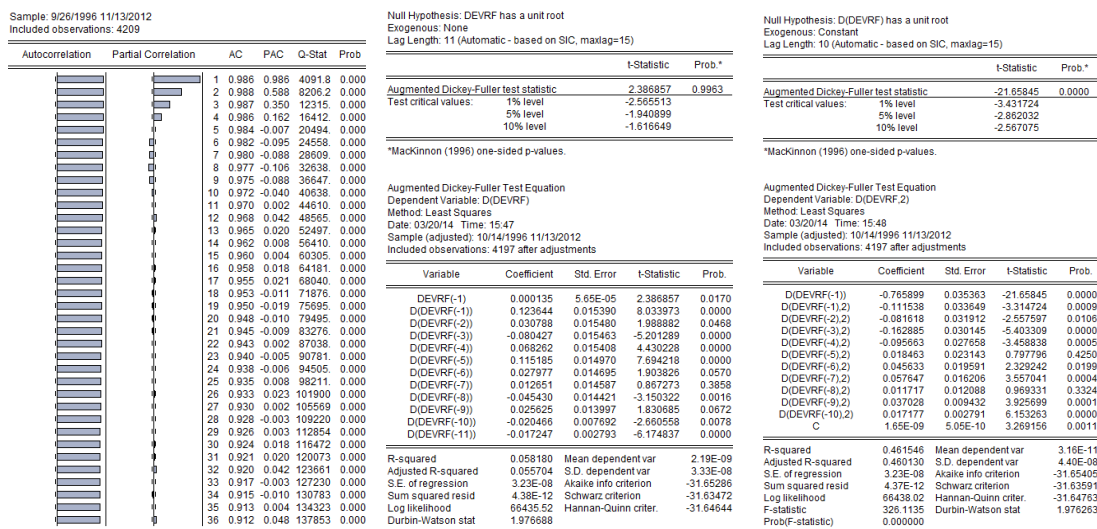 Sample: 9/26/1996 11/13/2012
Included observations: 4209
Autocorrelation Partial Correlation AC PAC Q-Stat Prob
1 0.986 0.986 4091.8 0.000
2 0.988 0.588 8206.2 0.000
3 0.987 0.350 12315. 0.000
4 0.986 0.162 16412. 0.000
5 0.984 -0.007 20494. 0.000
6 0.982 -0.095 24558. 0.000
7 0.980 -0.088 28609. 0.000
8 0.977 -0.106 32638. 0.000
9 0.975 -0.088 36647. 0.000
10 0.972 -0.040 40638. 0.000
11 0.970 0.002 44610. 0.000
12 0.968 0.042 48565. 0.000
13 0.965 0.020 52497. 0.000
14 0.962 0.008 56410. 0.000
15 0.960 0.004 60305. 0.000
16 0.958 0.018 64181. 0.000
17 0.955 0.021 68040. 0.000
18 0.953 -0.011 71876. 0.000
19 0.950 -0.019 75695. 0.000
20 0.948 -0.010 79495. 0.000
21 0.945 -0.009 83276. 0.000
22 0.943 0.002 87038. 0.000
23 0.940 -0.005 90781. 0.000
24 0.938 -0.006 94505. 0.000
25 0.935 0.008 98211. 0.000
26 0.933 0.023 101900 0.000
27 0.930 0.002 105569 0.000
28 0.928 -0.003 109220 0.000
29 0.926 0.003 112854 0.000
30 0.924 0.018 116472 0.000
31 0.921 0.020 120073 0.000
32 0.920 0.042 123661 0.000
33 0.917 -0.003 127230 0.000
34 0.915 -0.010 130783 0.000
35 0.913 0.004 134323 0.000
36 0.912 0.048 137853 0.000
Null Hypothesis: DEVRF has a unit root
Exogenous: None
Lag Length: 11 (Automatic - based on SIC, maxlag=15)
t-Statistic Prob.*
Augmented Dickey-Fuller test statistic 2.386857 0.9963
Test critical values: 1% level -2.565513
5% level -1.940899
10% level -1.616649
*MacKinnon (1996) one-sided p-values.
Augmented Dickey-Fuller Test Equation
Dependent Variable: D(DEVRF)
Method: Least Squares
Date: 03/20/14 Time: 15:47
Sample (adjusted): 10/14/1996 11/13/2012
Included observations: 4197 after adjustments
Variable Coefficient Std. Error t-Statistic Prob.
DEVRF(-1) 0.000135 5.65E-05 2.386857 0.0170
D(DEVRF(-1)) 0.123644 0.015390 8.033973 0.0000
D(DEVRF(-2)) 0.030788 0.015480 1.988882 0.0468
D(DEVRF(-3)) -0.080427 0.015463 -5.201289 0.0000
D(DEVRF(-4)) 0.068262 0.015408 4.430228 0.0000
D(DEVRF(-5)) 0.115185 0.014970 7.694218 0.0000
D(DEVRF(-6)) 0.027977 0.014695 1.903826 0.0570
D(DEVRF(-7)) 0.012651 0.014587 0.867273 0.3858
D(DEVRF(-8)) -0.045430 0.014421 -3.150322 0.0016
D(DEVRF(-9)) 0.025625 0.013997 1.830685 0.0672
D(DEVRF(-10)) -0.020466 0.007692 -2.660558 0.0078
D(DEVRF(-11)) -0.017247 0.002793 -6.174837 0.0000
R-squared 0.058180 Mean dependent var 2.19E-09
Adjusted R-squared 0.055704 S.D. dependent var 3.33E-08
S.E. of regression 3.23E-08 Akaike info criterion -31.65286
Sum squared resid 4.38E-12 Schwarz criterion -31.63472
Log likelihood 66435.52 Hannan-Quinn criter. -31.64644
Durbin-Watson stat 1.976688
Null Hypothesis: D(DEVRF) has a unit root
Exogenous: Constant
Lag Length: 10 (Automatic - based on SIC, maxlag=15)
t-Statistic Prob.*
Augmented Dickey-Fuller test statistic -21.65845 0.0000
Test critical values: 1% level -3.431724
5% level -2.862032
10% level -2.567075
*MacKinnon (1996) one-sided p-values.
Augmented Dickey-Fuller Test Equation
Dependent Variable: D(DEVRF,2)
Method: Least Squares
Date: 03/20/14 Time: 15:48
Sample (adjusted): 10/14/1996 11/13/2012
Included observations: 4197 after adjustments
Variable Coefficient Std. Error t-Statistic Prob.
D(DEVRF(-1)) -0.765899 0.035363 -21.65845 0.0000
D(DEVRF(-1),2) -0.111538 0.033649 -3.314724 0.0009
D(DEVRF(-2),2) -0.081618 0.031912 -2.557597 0.0106
D(DEVRF(-3),2) -0.162885 0.030145 -5.403309 0.0000
D(DEVRF(-4),2) -0.095663 0.027658 -3.458838 0.0005
D(DEVRF(-5),2) 0.018463 0.023143 0.797796 0.4250
D(DEVRF(-6),2) 0.045633 0.019591 2.329242 0.0199
D(DEVRF(-7),2) 0.057647 0.016206 3.557041 0.0004
D(DEVRF(-8),2) 0.011717 0.012088 0.969331 0.3324
D(DEVRF(-9),2) 0.037028 0.009432 3.925699 0.0001
D(DEVRF(-10),2) 0.017177 0.002791 6.153263 0.0000
C 1.65E-09 5.05E-10 3.269156 0.0011
R-squared 0.461546 Mean dependent var 3.16E-11
Adjusted R-squared 0.460130 S.D. dependent var 4.40E-08
S.E. of regression 3.23E-08 Akaike info criterion -31.65405
Sum squared resid 4.37E-12 Schwarz criterion -31.63591
Log likelihood 66438.02 Hannan-Quinn criter. -31.64763
F-statistic 326.1135 Durbin-Watson stat 1.976263
Prob(F-statistic) 0.000000